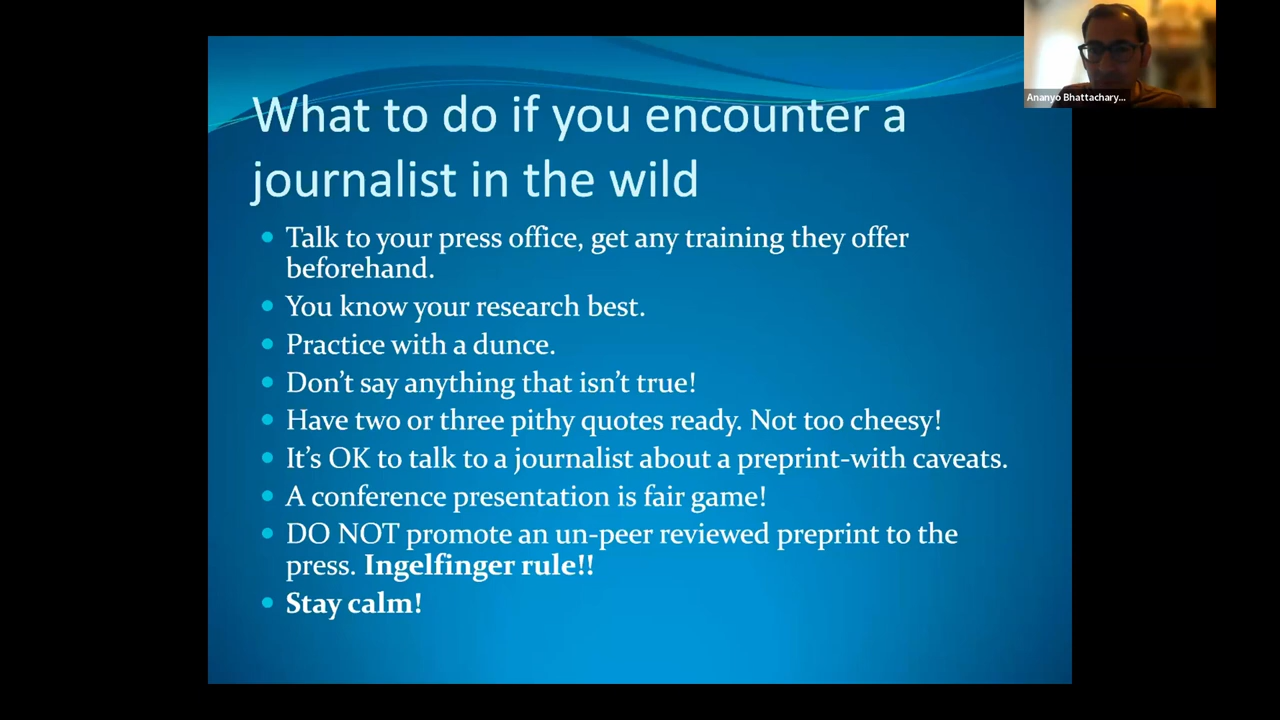 Ananyo Bhattachary...
What to do if you encounter a
journalist in the wild
• Talk to your press office, get any training they offer
beforehand.
• You know your research best.
• Practice with a dunce.
• Don't say anything that isn't true!
• Have two or three pithy quotes ready. Not too cheesy!
• It's OK to talk to a journalist about a preprint-with caveats.
• A conference presentation is fair game!
• DO NOT promote an un-peer reviewed preprint to the
press. Ingelfinger rule!!
• Stay calm!